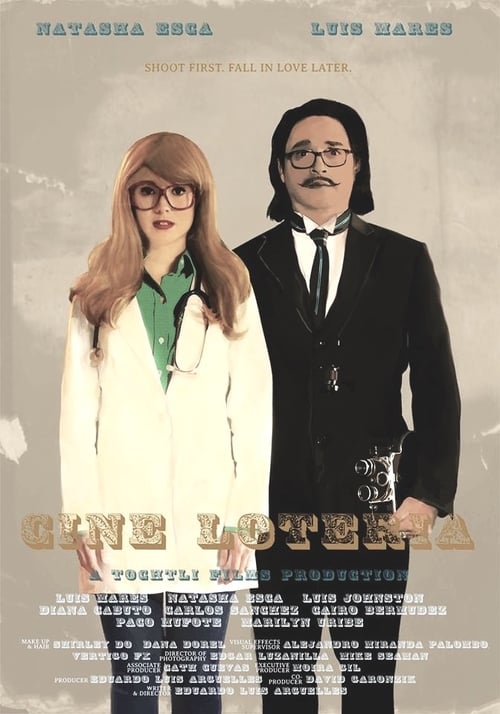 NATASHA ESCA LUIS MARES
SHOOT FIRST. FALL IN LOVE LATER.
CINE LOTERIA
A TOCHTLI FILMS PRODUCTION
LUIS MARES NATASHA ESCA LUIS JOHNSTON
DIANA CABUTO CARLOS SANCHEZ CAIRO BERMUDEZ
PACO MUFOTE MARILYN URIBE
MAKE UP & HAIR SHIRLEY DO DANA DOREL VISUAL EFFECTS SUPERVISOR ALEJANDRO MIRANDA PALOMBO
VERTIGO FX DIRECTOR OF PHOTOGRAPHY EDGAR LUZANILLA MIKE SEAMAN
ASSOCIATE PRODUCER CATH CUEVAS EXECUTIVE PRODUCER MOIRA GIL
PRODUCER EDUARDO LUIS ARGUELLES CO-PRODUCER DAVID GARONZIK
WRITER & DIRECTOR EDUARDO LUIS ARGUELLES